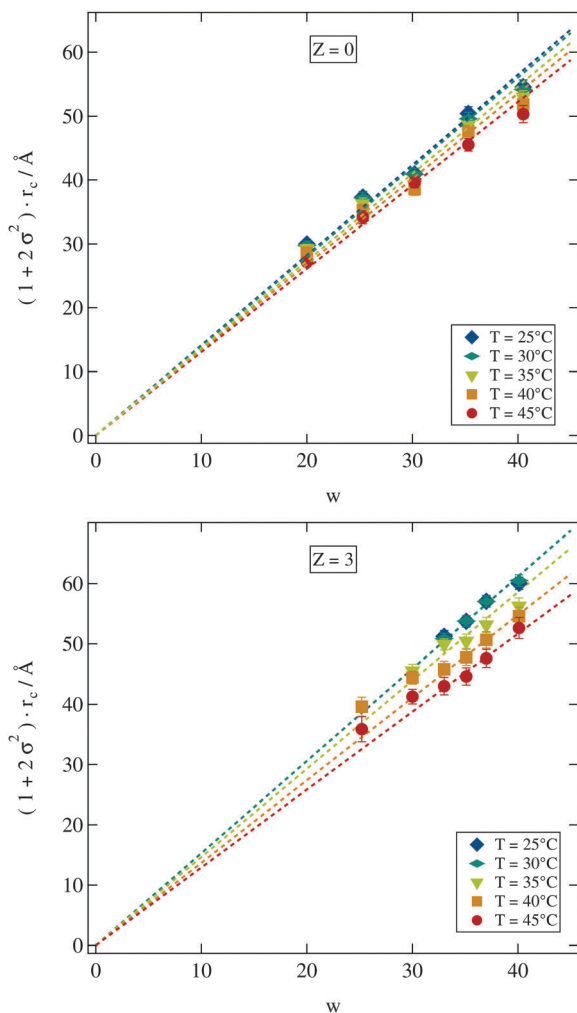 Z = 0
60
50
40
30
20
10
0
( 1 + 2 σ² ) · r_c / Å
T = 25°C
T = 30°C
T = 35°C
T = 40°C
T = 45°C
0 10 20 30 40
w
Z = 3
60
50
40
30
20
10
0
( 1 + 2 σ² ) · r_c / Å
T = 25°C
T = 30°C
T = 35°C
T = 40°C
T = 45°C
0 10 20 30 40
w